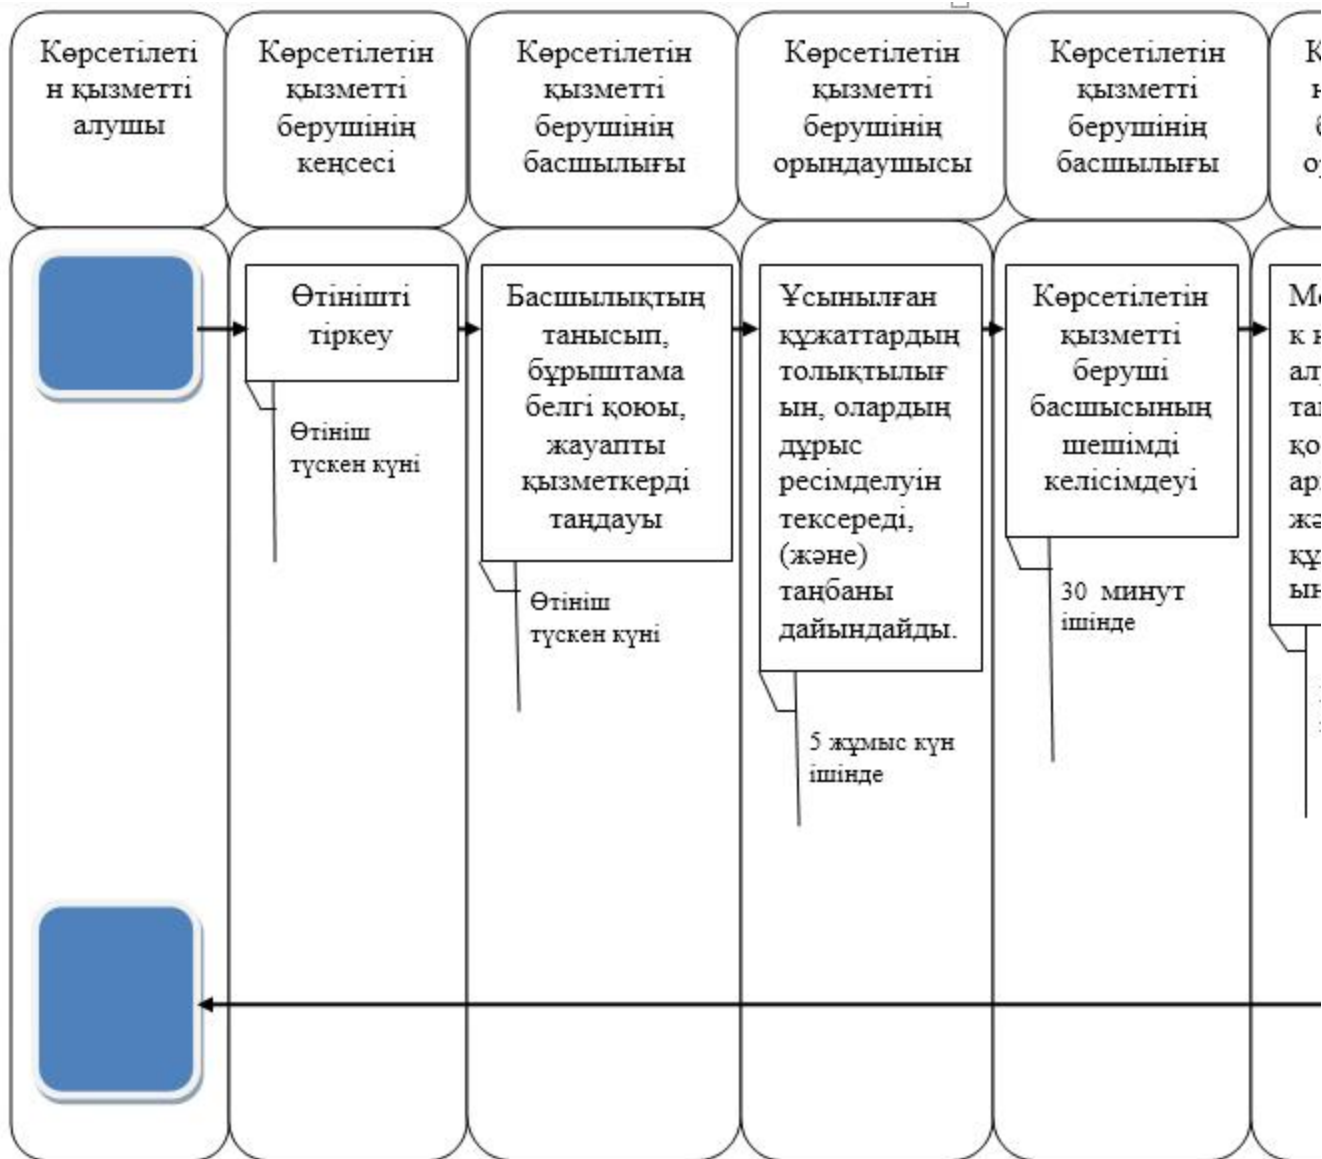 Көрсетілеті
н қызметті
алушы
Көрсетілетін
қызметті
берушінің
кеңсесі
Көрсетілетін
қызметті
берушінің
басшылығы
Көрсетілетін
қызметті
берушінің
орындаушысы
Көрсетілетін
қызметті
берушінің
басшылығы
Өтінішті
тіркеу
Өтініш
түскен күні
Басшылықтың
танысып,
бұрыштама
белгі қоюы,
жауапты
қызметкерді
таңдауы
Өтініш
түскен күні
Ұсынылған
құжаттардың
толықтылығ
ын, олардың
дұрыс
ресімделуін
тексереді,
(және)
таңбаны
дайындайды.
5 жұмыс күн
ішінде
Көрсетілетін
қызметті
беруші
басшысының
шешімді
келісімдеуі
30 минут
ішінде